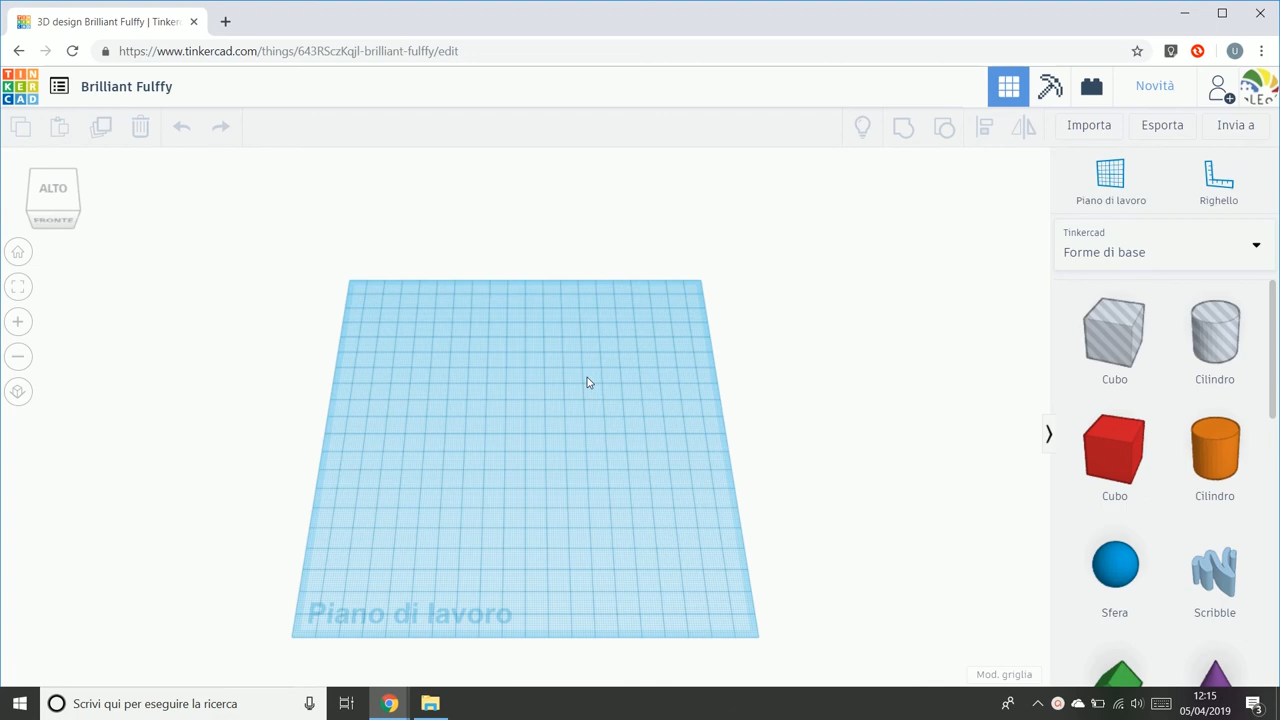 3D design Brilliant Fulffy | Tinker
https://www.tinkercad.com/things/643RSczKqjl-brilliant-fulffy/edit
U
TIN
KER
CAD
Brilliant Fulffy
Novità
Importa
Esporta
Invia a
ALTO
FRONTE
Piano di lavoro
Righello
Tinkercad
Forme di base
Cubo
Cilindro
Cubo
Cilindro
Sfera
Scribble
Piano di lavoro
Mod. griglia
Scrivi qui per eseguire la ricerca
12:15
05/04/2019
3